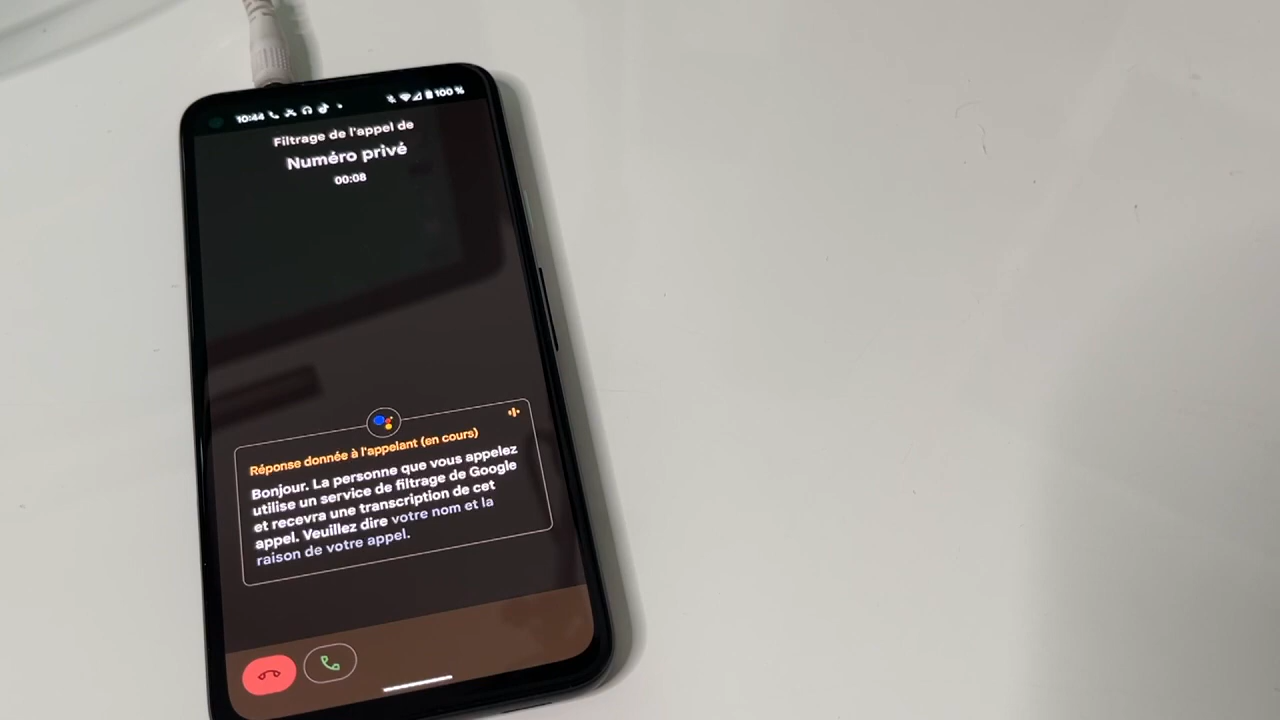 10:44 100 %
Filtrage de l'appel de
Numéro privé
00:08
Réponse donnée à l'appelant (en cours)
Bonjour. La personne que vous appelez
utilise un service de filtrage de Google
et recevra une transcription de cet
appel. Veuillez dire votre nom et la
raison de votre appel.